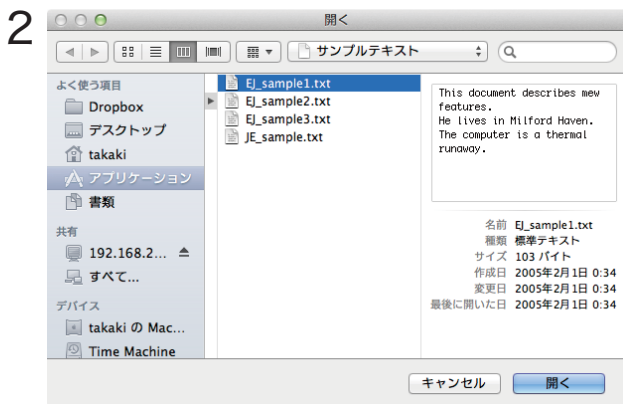 2
開く
サンプルテキスト
よく使う項目
Dropbox
デスクトップ
takaki
アプリケーション
書類
共有
192.168.2...
すべて...
デバイス
takaki の Mac...
Time Machine
EJ_sample1.txt
EJ_sample2.txt
EJ_sample3.txt
JE_sample.txt
This document describes mew
features.
He lives in Milford Haven.
The computer is a thermal
runaway.
名前 EJ_sample1.txt
種類 標準テキスト
サイズ 103 バイト
作成日 2005年2月1日 0:34
変更日 2005年2月1日 0:34
最後に開いた日 2005年2月1日 0:34
キャンセル
開く